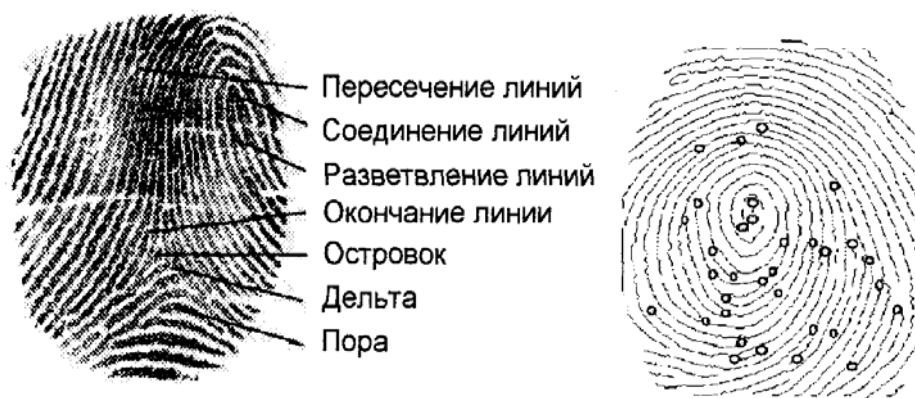 Пересечение линий
Соединение линий
Разветвление линий
Окончание линии
Островок
Дельта
Пора